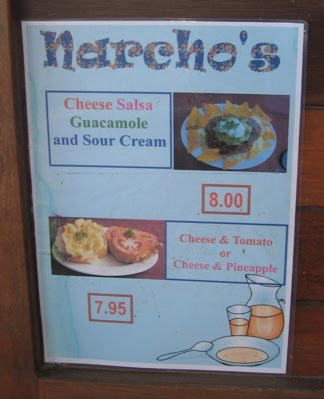 Narcho's
Cheese Salsa
Guacamole
and Sour Cream
8.00
Cheese & Tomato
or
Cheese & Pineapple
7.95